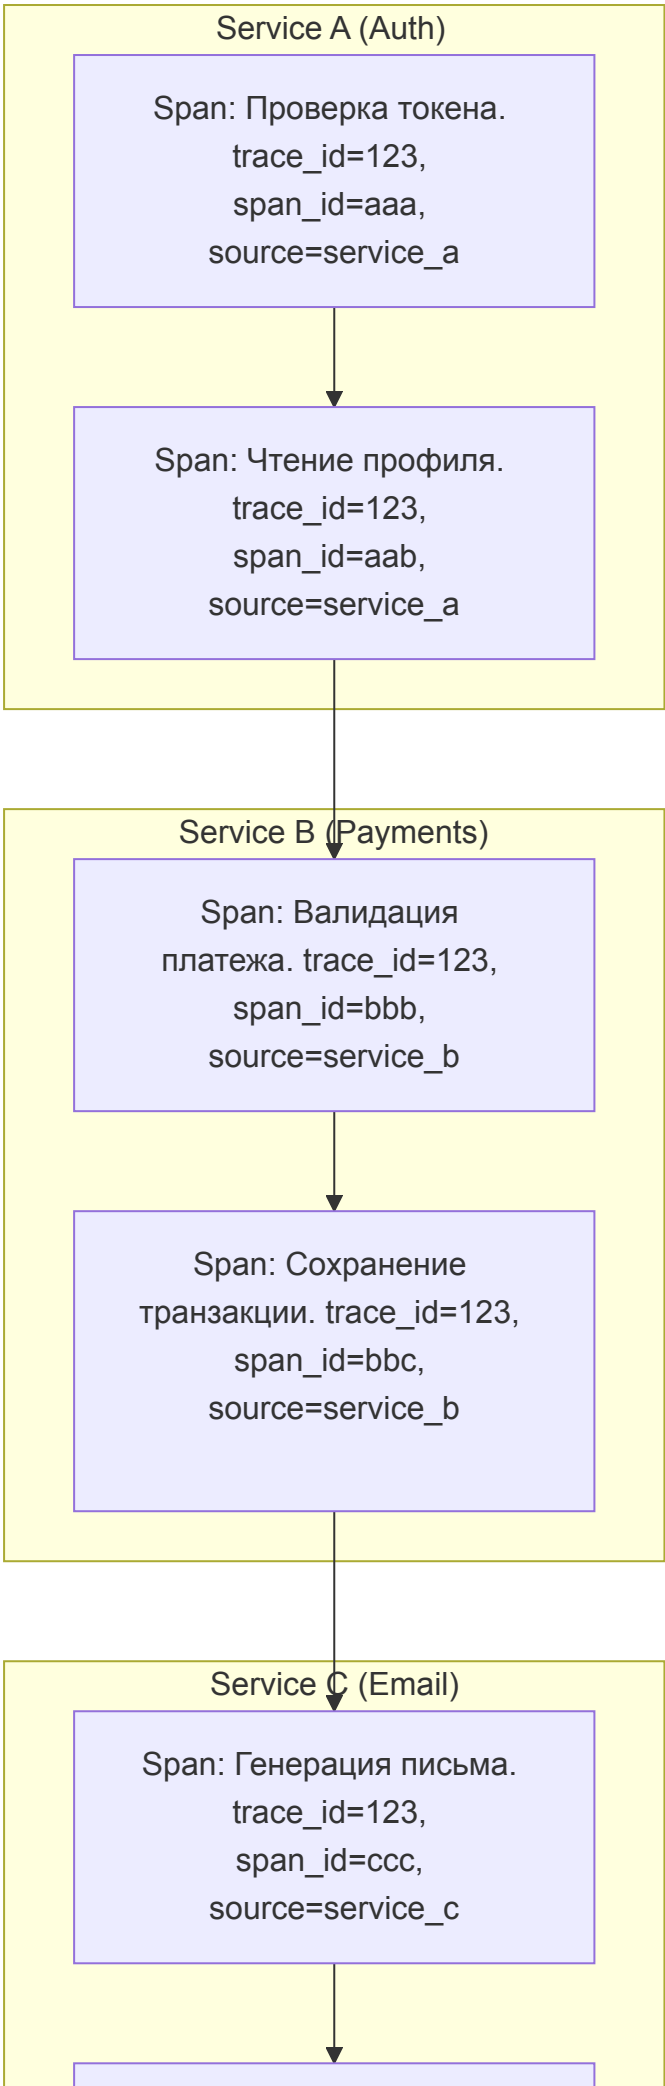 Service A (Auth)
Span: Проверка токена.
trace_id=123,
span_id=aaa,
source=service_a
Span: Чтение профиля.
trace_id=123,
span_id=aab,
source=service_a
Service B (Payments)
Span: Валидация
платежа. trace_id=123,
span_id=bbb,
source=service_b
Span: Сохранение
транзакции. trace_id=123,
span_id=bbc,
source=service_b
Service C (Email)
Span: Генерация письма.
trace_id=123,
span_id=ccc,
source=service_c